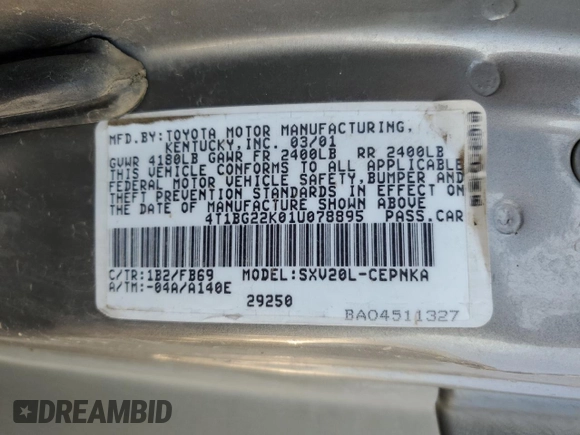 MFD.BY:TOYOTA MOTOR MANUFACTURING,
KENTUCKY,INC. 03/01
GVWR 4180LB GAWR FR 2400LB RR 2400LB
THIS VEHICLE CONFORMS TO ALL APPLICABLE
FEDERAL MOTOR VEHICLE SAFETY,BUMPER AND
THEFT PREVENTION STANDARDS IN EFFECT ON
THE DATE OF MANUFACTURE SHOWN ABOVE
4T1BG22K01U078895 PASS.CAR
C/TR:1B2/FB69 MODEL:SXV20L-CEPNKA
A/TM:-04A/A140E
29250
BA04511327
DREAMBID